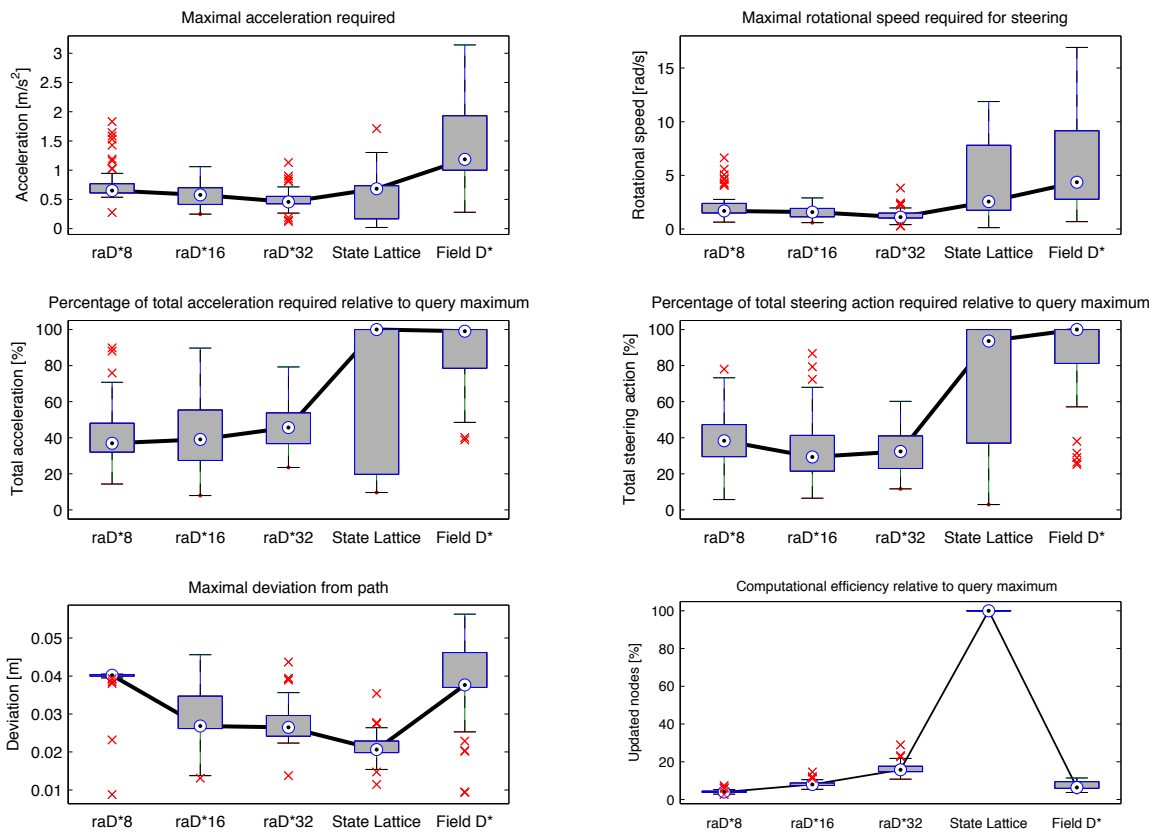 Maximal acceleration required
Acceleration [m/s²]
3
2.5
2
1.5
1
0.5
0
raD*8 raD*16 raD*32 State Lattice Field D*
Maximal rotational speed required for steering
Rotational speed [rad/s]
15
10
5
0
raD*8 raD*16 raD*32 State Lattice Field D*
Percentage of total acceleration required relative to query maximum
Total acceleration [%]
100
80
60
40
20
0
raD*8 raD*16 raD*32 State Lattice Field D*
Percentage of total steering action required relative to query maximum
Total steering action [%]
100
80
60
40
20
0
raD*8 raD*16 raD*32 State Lattice Field D*
Maximal deviation from path
Deviation [m]
0.05
0.04
0.03
0.02
0.01
raD*8 raD*16 raD*32 State Lattice Field D*
Computational efficiency relative to query maximum
Updated nodes [%]
100
80
60
40
20
0
raD*8 raD*16 raD*32 State Lattice Field D*